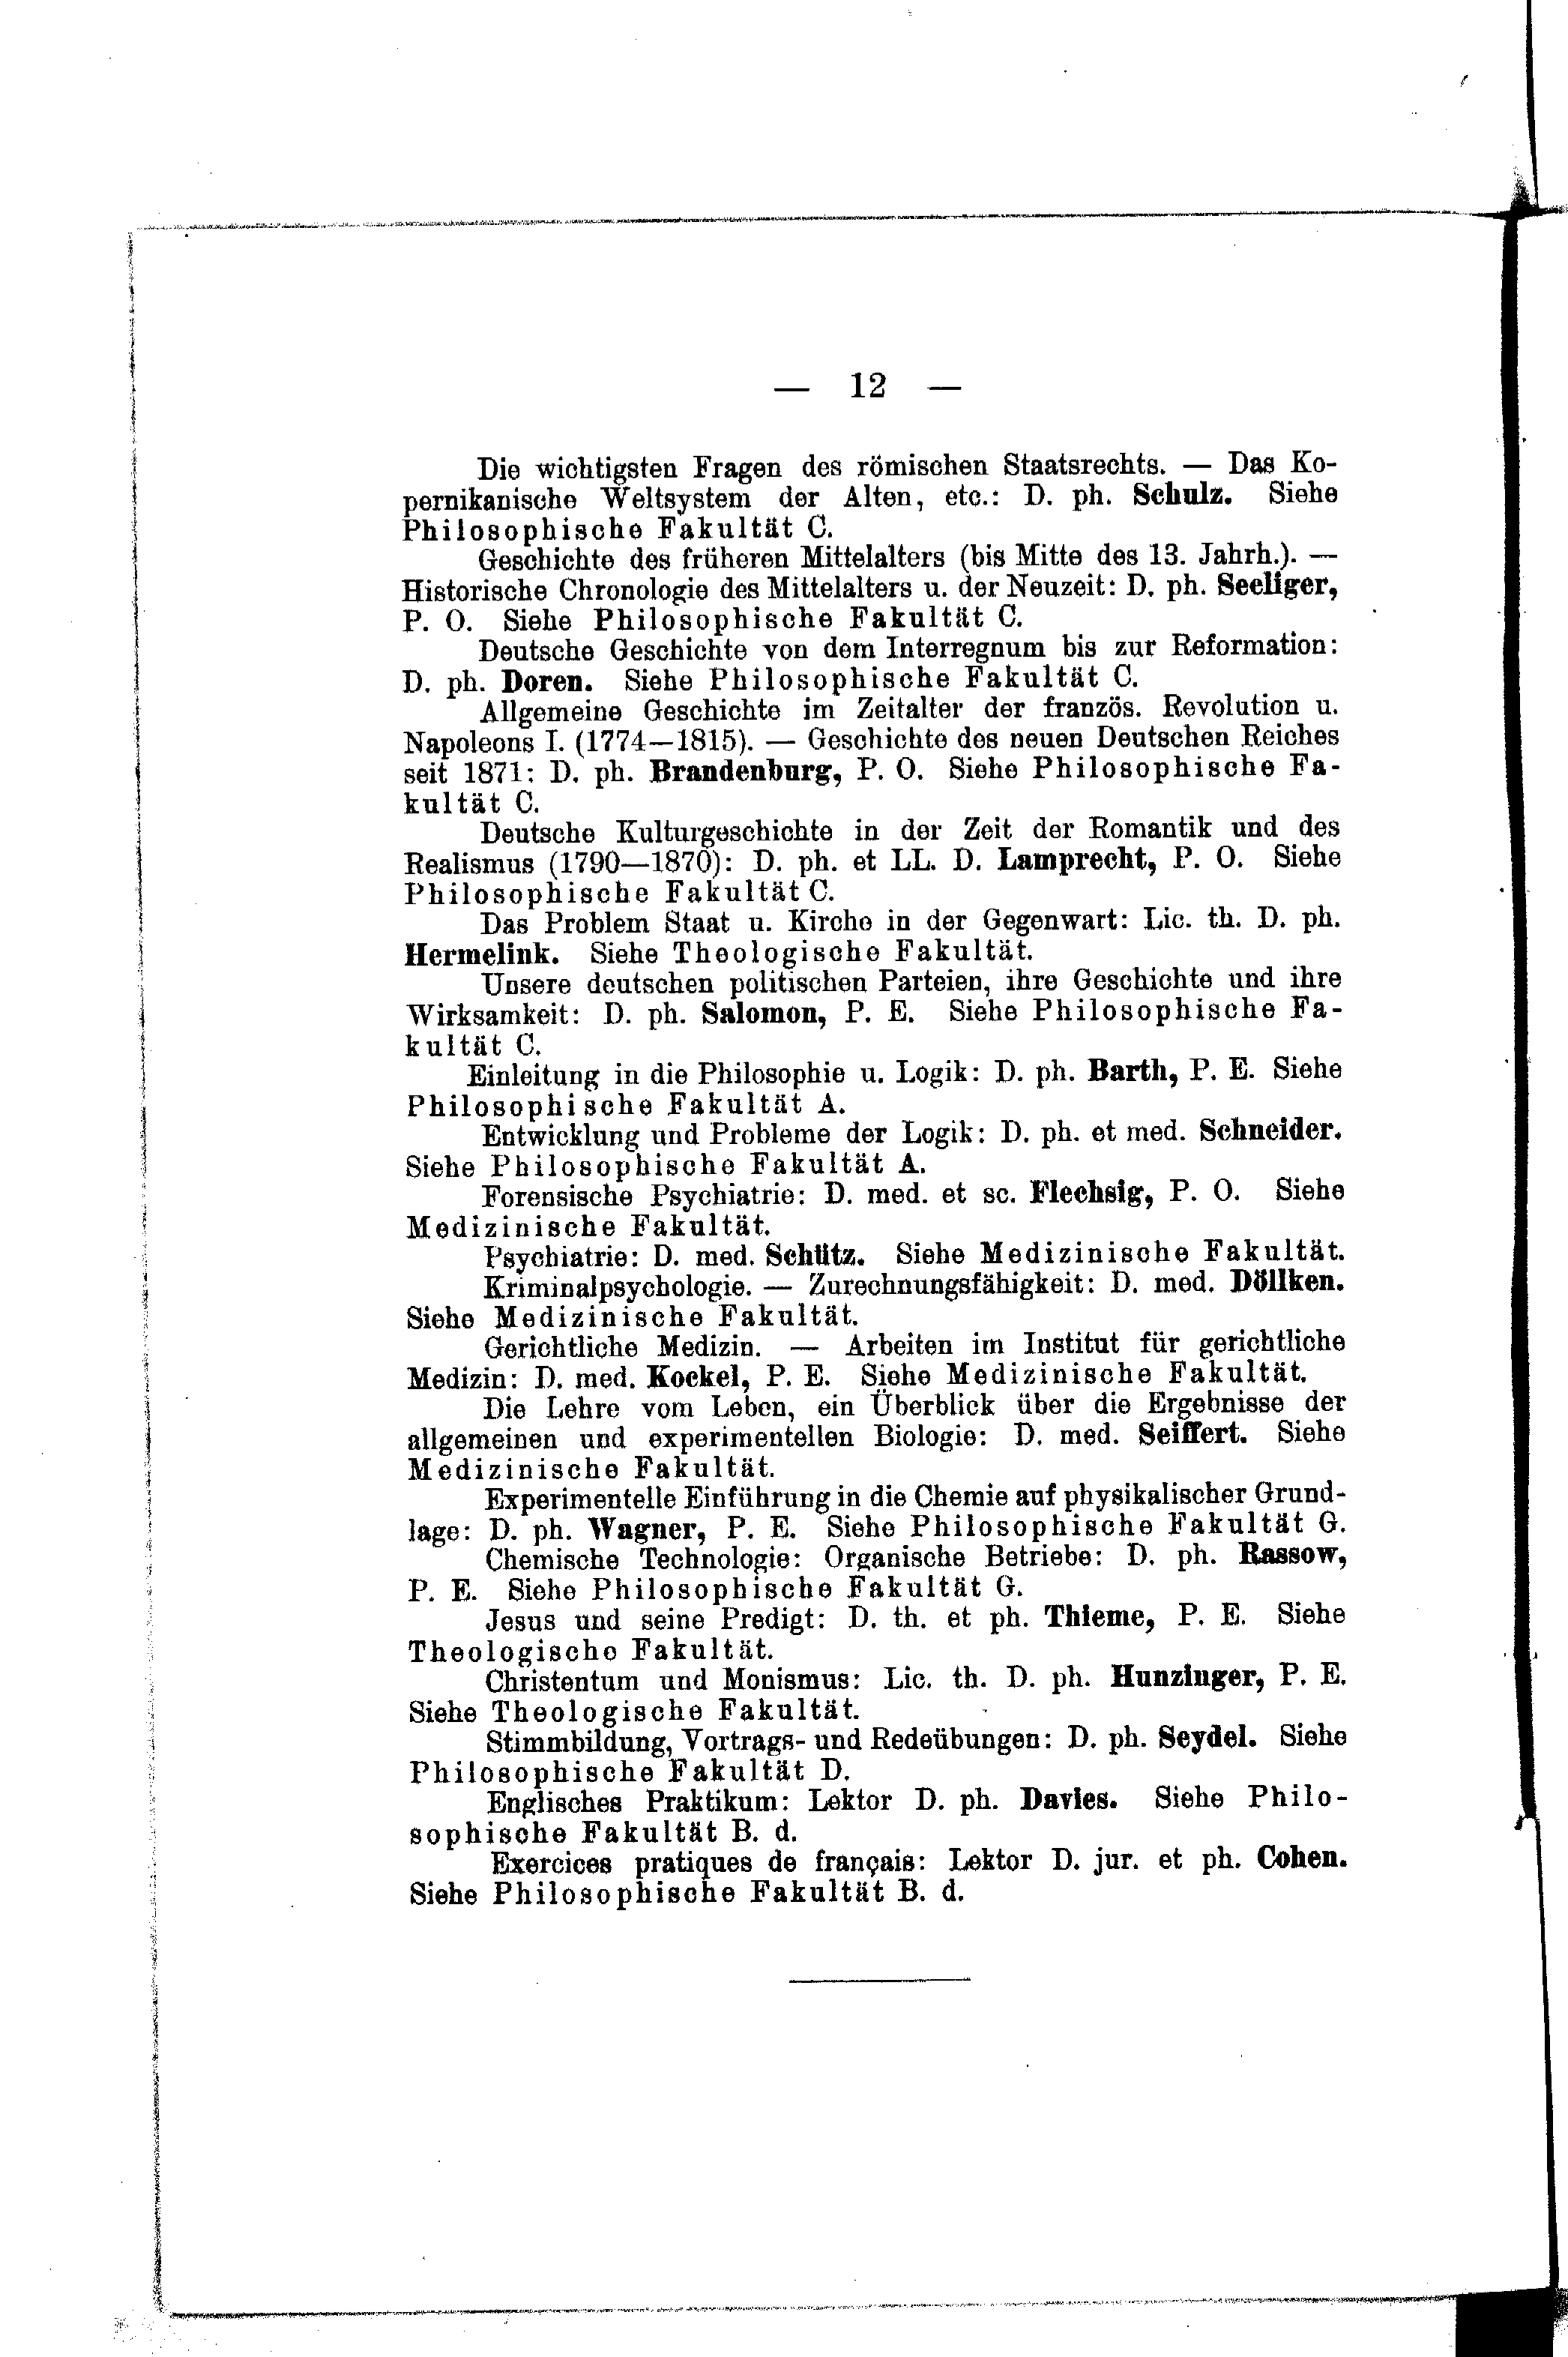 — 12 —
Die wichtigsten Fragen des römischen Staatsrechts. — Das Ko-
pernikanische Weltsystem der Alten, etc.: D. ph. Schulz. Siehe
Philosophische Fakultät C.
Geschichte des früheren Mittelalters (bis Mitte des 13. Jahrh.). —
Historische Chronologie des Mittelalters u. der Neuzeit: D. ph. Seeliger,
P. O. Siehe Philosophische Fakultät C.
Deutsche Geschichte von dem Interregnum bis zur Reformation:
D. ph. Doren. Siehe Philosophische Fakultät C.
Allgemeine Geschichte im Zeitalter der französ. Revolution u.
Napoleons I. (1774—1815). — Geschichte des neuen Deutschen Reiches
seit 1871: D. ph. Brandenburg, P. O. Siehe Philosophische Fa-
kultät C.
Deutsche Kulturgeschichte in der Zeit der Romantik und des
Realismus (1790—1870): D. ph. et LL. D. Lamprecht, P. O. Siehe
Philosophische Fakultät C.
Das Problem Staat u. Kirche in der Gegenwart: Lic. th. D. ph.
Hermelink. Siehe Theologische Fakultät.
Unsere deutschen politischen Parteien, ihre Geschichte und ihre
Wirksamkeit: D. ph. Salomon, P. E. Siehe Philosophische Fa-
kultät C.
Einleitung in die Philosophie u. Logik: D. ph. Barth, P. E. Siehe
Philosophische Fakultät A.
Entwicklung und Probleme der Logik: D. ph. et med. Schneider.
Siehe Philosophische Fakultät A.
Forensische Psychiatrie: D. med. et sc. Flechsig, P. O. Siehe
Medizinische Fakultät.
Psychiatrie: D. med. Schütz. Siehe Medizinische Fakultät.
Kriminalpsychologie. — Zurechnungsfähigkeit: D. med. Döllken.
Siehe Medizinische Fakultät.
Gerichtliche Medizin. — Arbeiten im Institut für gerichtliche
Medizin: D. med. Kockel, P. E. Siehe Medizinische Fakultät.
Die Lehre vom Leben, ein Überblick über die Ergebnisse der
allgemeinen und experimentellen Biologie: D. med. Seiffert. Siehe
Medizinische Fakultät.
Experimentelle Einführung in die Chemie auf physikalischer Grund-
lage: D. ph. Wagner, P. E. Siehe Philosophische Fakultät G.
Chemische Technologie: Organische Betriebe: D. ph. Rassow,
P. E. Siehe Philosophische Fakultät G.
Jesus und seine Predigt: D. th. et ph. Thieme, P. E. Siehe
Theologische Fakultät.
Christentum und Monismus: Lic. th. D. ph. Hunzinger, P. E.
Siehe Theologische Fakultät.
Stimmbildung, Vortrags- und Redeübungen: D. ph. Seydel. Siehe
Philosophische Fakultät D.
Englisches Praktikum: Lektor D. ph. Davies. Siehe Philo-
sophische Fakultät B. d.
Exercices pratiques de français: Lektor D. jur. et ph. Cohen.
Siehe Philosophische Fakultät B. d.